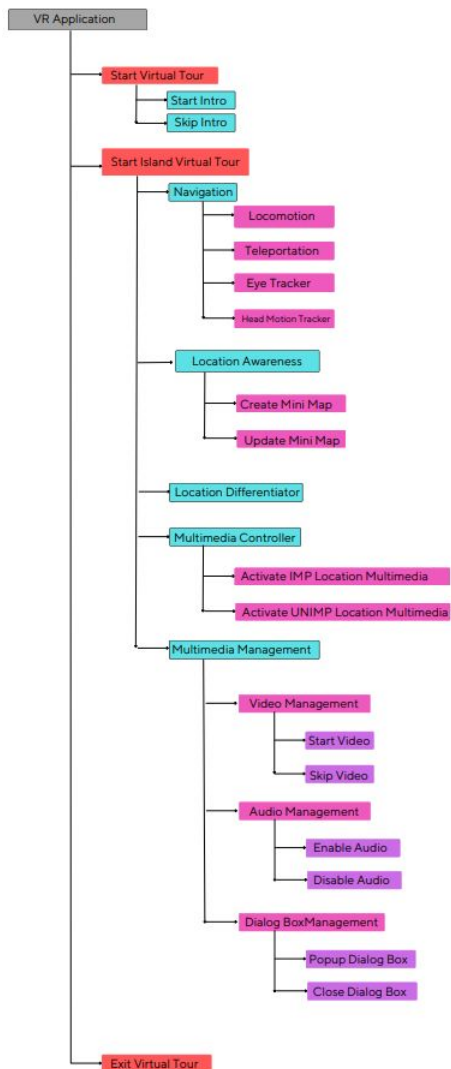 VR Application
Start Virtual Tour
Start Intro
Skip Intro
Start Island Virtual Tour
Navigation
Locomotion
Teleportation
Eye Tracker
Head Motion Tracker
Location Awareness
Create Mini Map
Update Mini Map
Location Differentiator
Multimedia Controller
Activate IMP Location Multimedia
Activate UNIMP Location Multimedia
Multimedia Management
Video Management
Start Video
Skip Video
Audio Management
Enable Audio
Disable Audio
Dialog BoxManagement
Popup Dialog Box
Close Dialog Box
Exit Virtual Tour